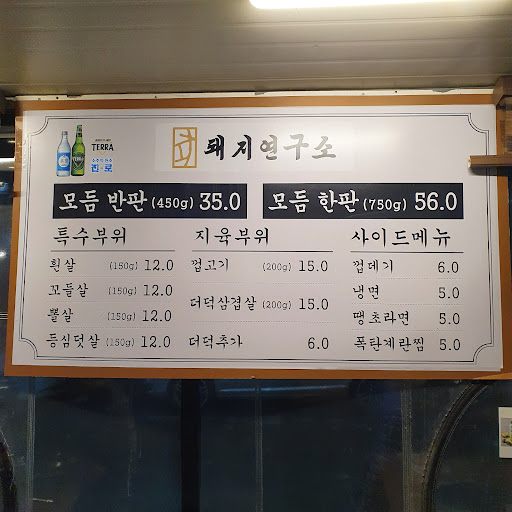 TERRA
진로
돼지연구소
모듬 반판 (450g) 35.0
모듬 한판 (750g) 56.0
특수부위
흰살 (150g) 12.0
꼬들살 (150g) 12.0
뽈살 (150g) 12.0
등심덧살 (150g) 12.0
지육부위
껍고기 (200g) 15.0
더덕삼겹살 (200g) 15.0
더덕추가 6.0
사이드메뉴
껍데기 6.0
냉면 5.0
땡초라면 5.0
폭탄계란찜 5.0